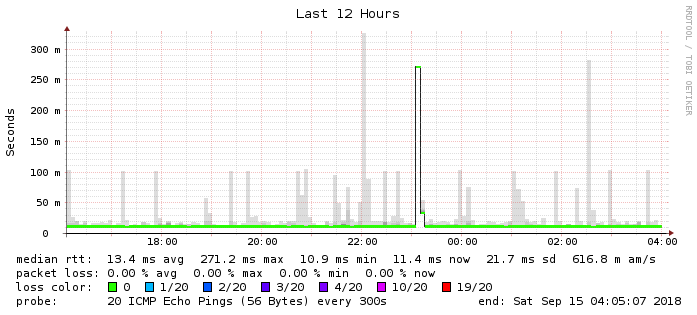 Last 12 Hours
RRDTOOL / TOBI OETIKER
Seconds
300 m
250 m
200 m
150 m
100 m
50 m
0
18:00 20:00 22:00 00:00 02:00 04:00
median rtt: 13.4 ms avg 271.2 ms max 10.9 ms min 11.4 ms now 21.7 ms sd 616.8 m am/s
packet loss: 0.00 % avg 0.00 % max 0.00 % min 0.00 % now
loss color: 0 1/20 2/20 3/20 4/20 10/20 19/20
probe: 20 ICMP Echo Pings (56 Bytes) every 300s end: Sat Sep 15 04:05:07 2018